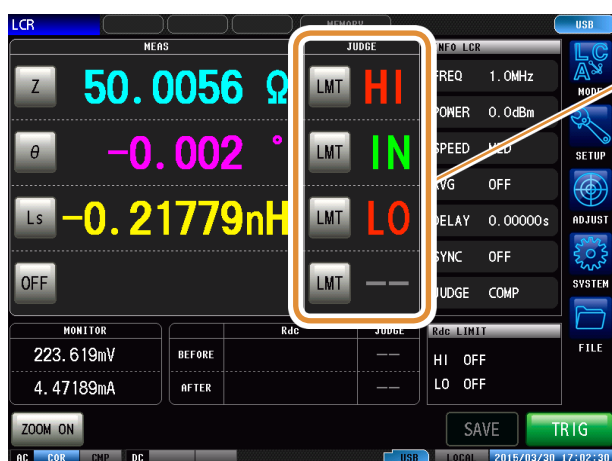 LCR
MEMORY
USB
MEAS
JUDGE
INFO LCR
Z 50.0056 Ω LMT HI
FREQ 1.0MHz
MODE
POWER 0.0dBm
θ -0.002 ° LMT IN
SPEED MED
SETUP
AVG OFF
Ls -0.21779nH LMT LO
DELAY 0.00000s
ADJUST
SYNC OFF
OFF LMT --
JUDGE COMP
SYSTEM
MONITOR
Rdc
JUDGE
Rdc LIMIT
223.619mV
BEFORE --
HI OFF
FILE
4.47189mA
AFTER --
LO OFF
ZOOM ON
SAVE
TRIG
AC COR CMP DC USB LOCAL 2015/03/30 17:02:30